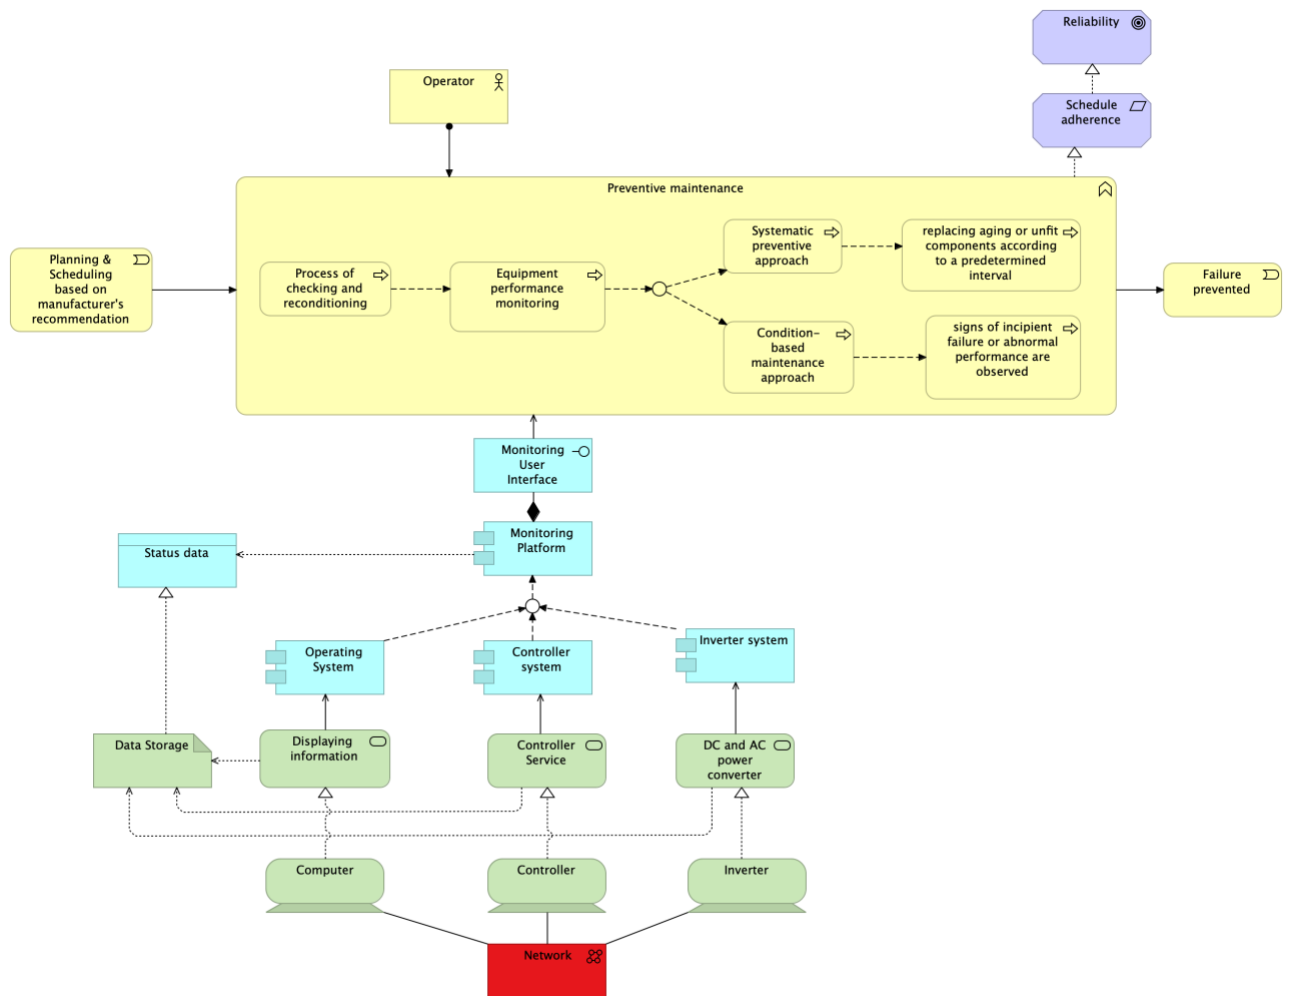 Reliability
Operator
Schedule
adherence
Preventive maintenance
Planning &
Scheduling
based on
manufacturer's
recommendation
Process of
checking and
reconditioning
Equipment
performance
monitoring
Systematic
preventive
approach
replacing aging or unfit
components according
to a predetermined
interval
Condition-
based
maintenance
approach
signs of incipient
failure or abnormal
performance are
observed
Failure
prevented
Monitoring
User
Interface
Monitoring
Platform
Status data
Operating
System
Controller
system
Inverter system
Data Storage
Displaying
information
Controller
Service
DC and AC
power
converter
Computer
Controller
Inverter
Network